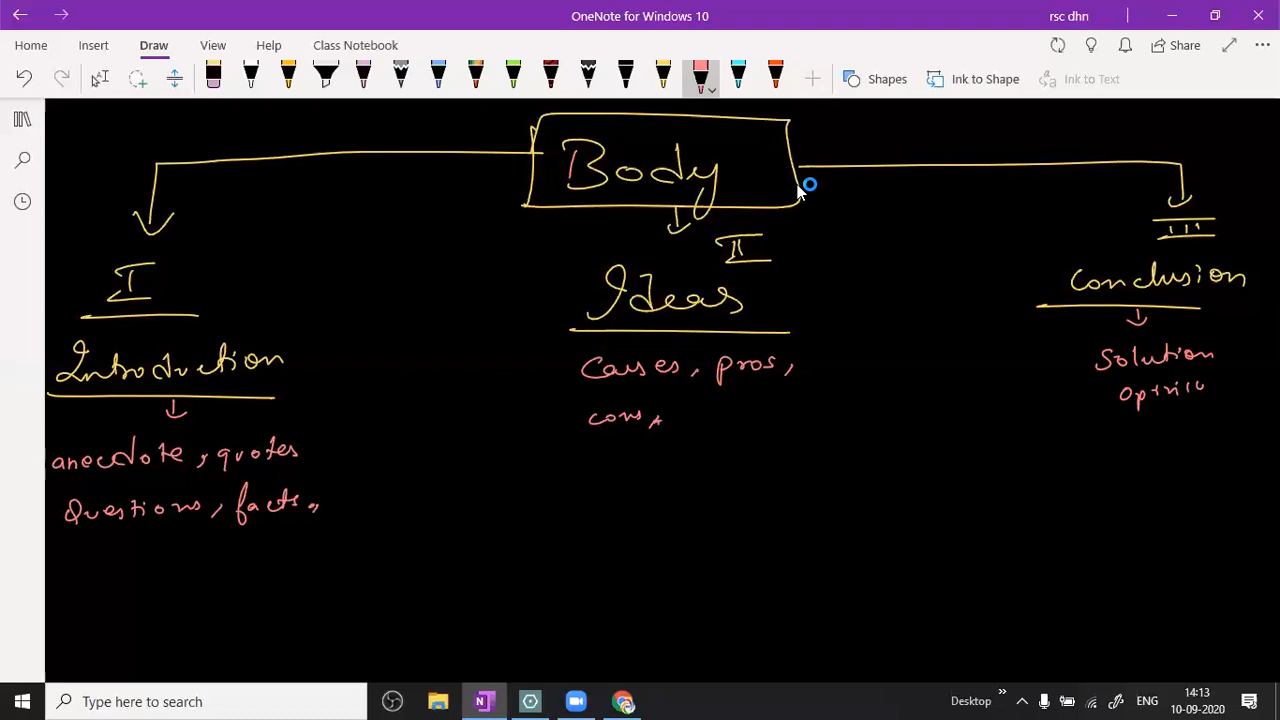 OneNote for Windows 10
rsc dhn
Home Insert Draw View Help Class Notebook
Share
Shapes Ink to Shape Ink to Text
Body
I
II
III
Ideas
Conclusion
Introduction
causes, pros,
Solution
cons,
anecdote, quotes
Questions, facts,
Type here to search
Desktop
ENG
14:13
10-09-2020